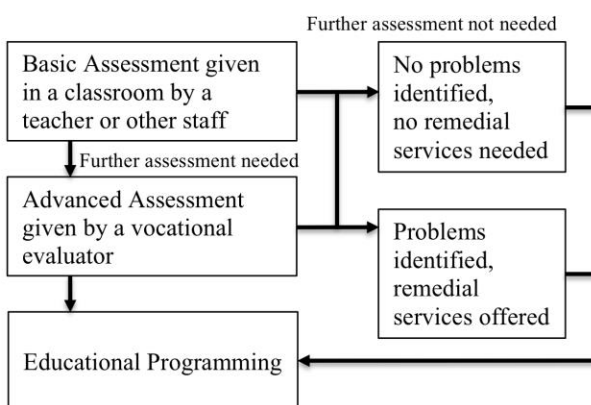 Further assessment not needed
Basic Assessment given
in a classroom by a
teacher or other staff
No problems
identified,
no remedial
services needed
Further assessment needed
Advanced Assessment
given by a vocational
evaluator
Problems
identified,
remedial
services offered
Educational Programming